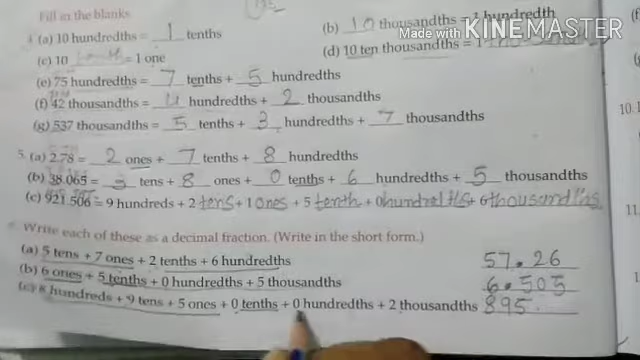 Fill in the blanks
4. (a) 10 hundredths = 1 tenths
(b) 10 thousandths = 1 hundredth
(c) 10 = 1 one
(d) 10 ten thousandths = 1
(e) 75 hundredths = 7 tenths + 5 hundredths
(f) 42 thousandths = 4 hundredths + 2 thousandths
(g) 537 thousandths = 5 tenths + 3 hundredths + 7 thousandths
5. (a) 2.78 = 2 ones + 7 tenths + 8 hundredths
(b) 38.065 = 3 tens + 8 ones + 0 tenths + 6 hundredths + 5 thousandths
(c) 921.506 = 9 hundreds + 2 tens + 1 ones + 5 tenth + 0 hundredths + 6 thousandths
Write each of these as a decimal fraction. (Write in the short form.)
(a) 5 tens + 7 ones + 2 tenths + 6 hundredths 57.26
(b) 6 ones + 5 tenths + 0 hundredths + 5 thousandths 6.505
(c) 8 hundreds + 9 tens + 5 ones + 0 tenths + 0 hundredths + 2 thousandths 895.
Made with KINEMASTER
10. 1
11.